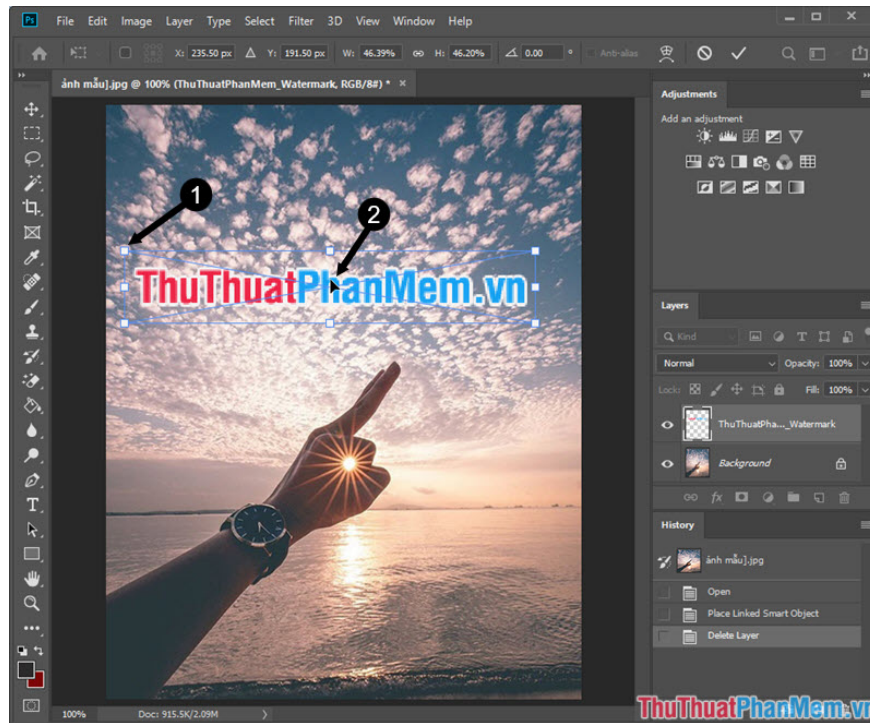 Ps File Edit Image Layer Type Select Filter 3D View Window Help
X: 235.50 px Y: 191.50 px W: 46.39% H: 46.20% 0.00 ° Anti-alias
ảnh mẫu].jpg @ 100% (ThuThuatPhanMem_Watermark, RGB/8#) * ×
Adjustments
Add an adjustment
1
2
ThuThuatPhanMem.vn
Layers
Kind
Normal Opacity: 100%
Lock: Fill: 100%
ThuThuatPha..._Watermark
Background
fx
History
ảnh mẫu].jpg
Open
Place Linked Smart Object
Delete Layer
100% Doc: 915.5K/2.09M
ThuThuatPhanMem.vn